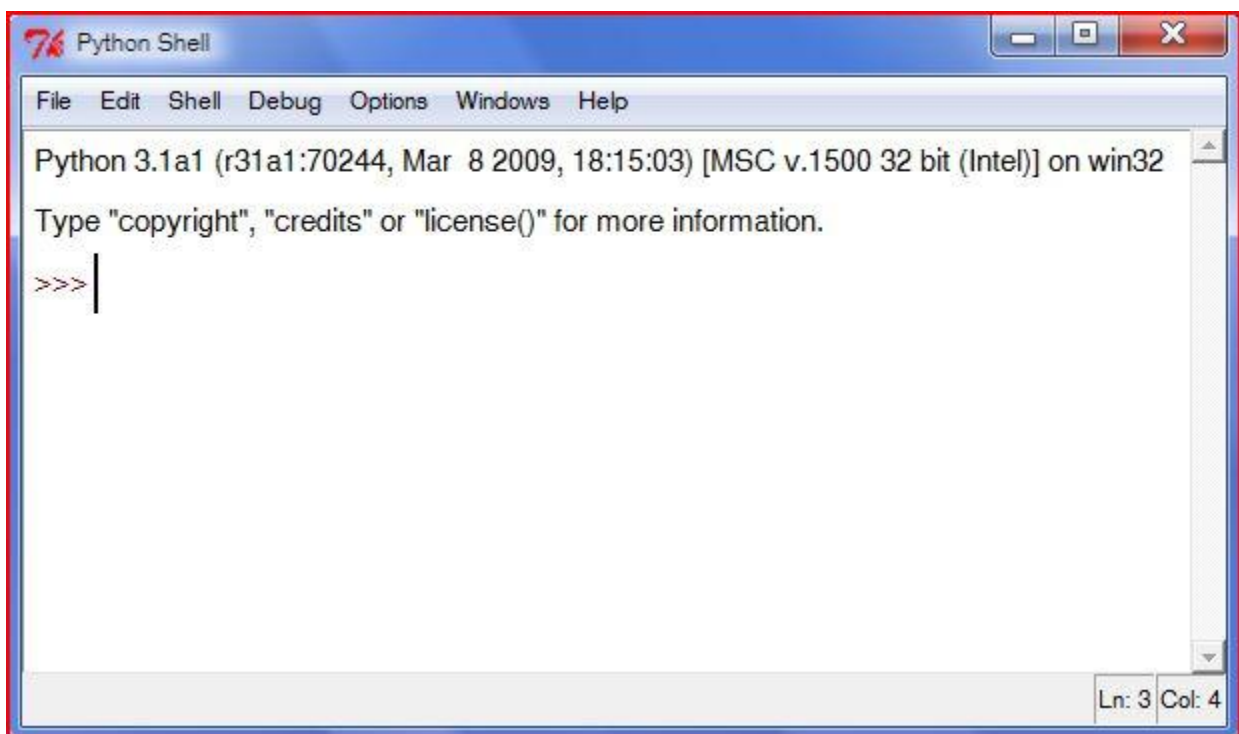 Python Shell
File Edit Shell Debug Options Windows Help
Python 3.1a1 (r31a1:70244, Mar  8 2009, 18:15:03) [MSC v.1500 32 bit (Intel)] on win32
Type "copyright", "credits" or "license()" for more information.
>>>
Ln: 3 Col: 4